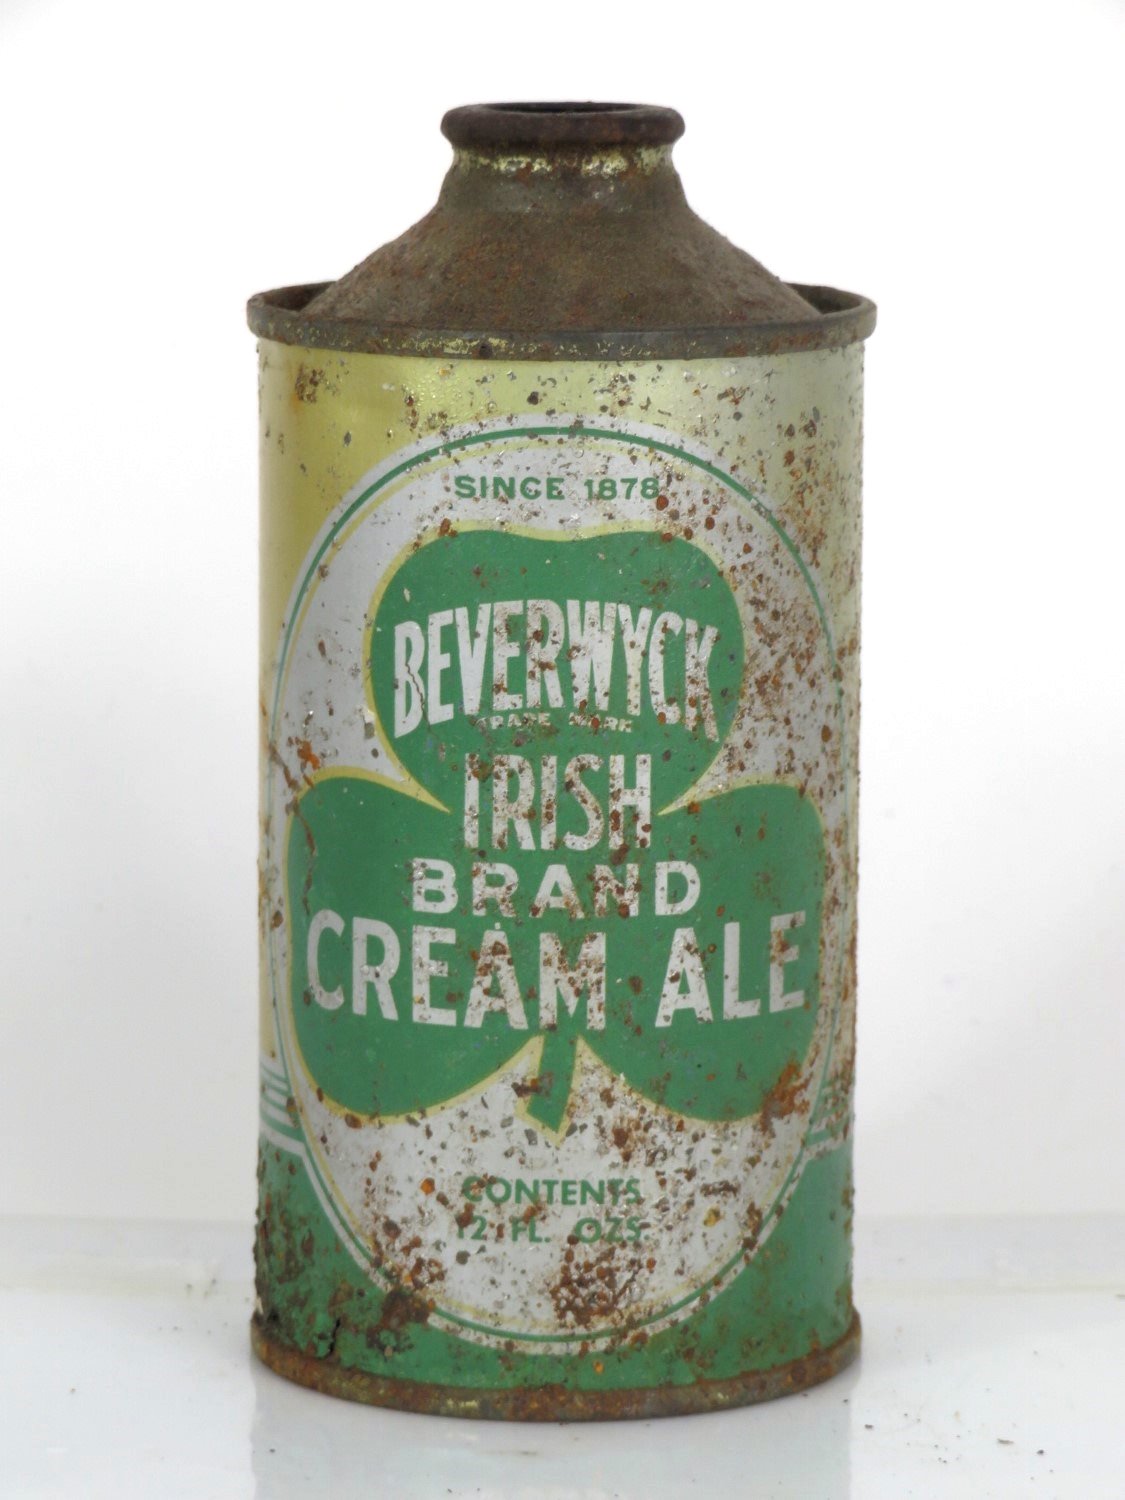 SINCE 1878
BEVERWYCK
TRADE MARK
IRISH
BRAND
CREAM ALE
CONTENTS
12 FL. OZS.